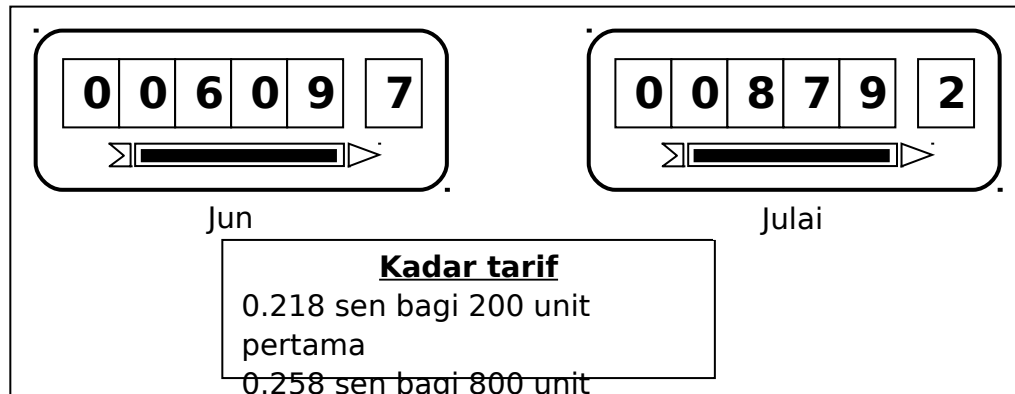 0 0 6 0 9 7
0 0 8 7 9 2
Jun
Julai
Kadar tarif
0.218 sen bagi 200 unit
pertama
0.258 sen bagi 800 unit